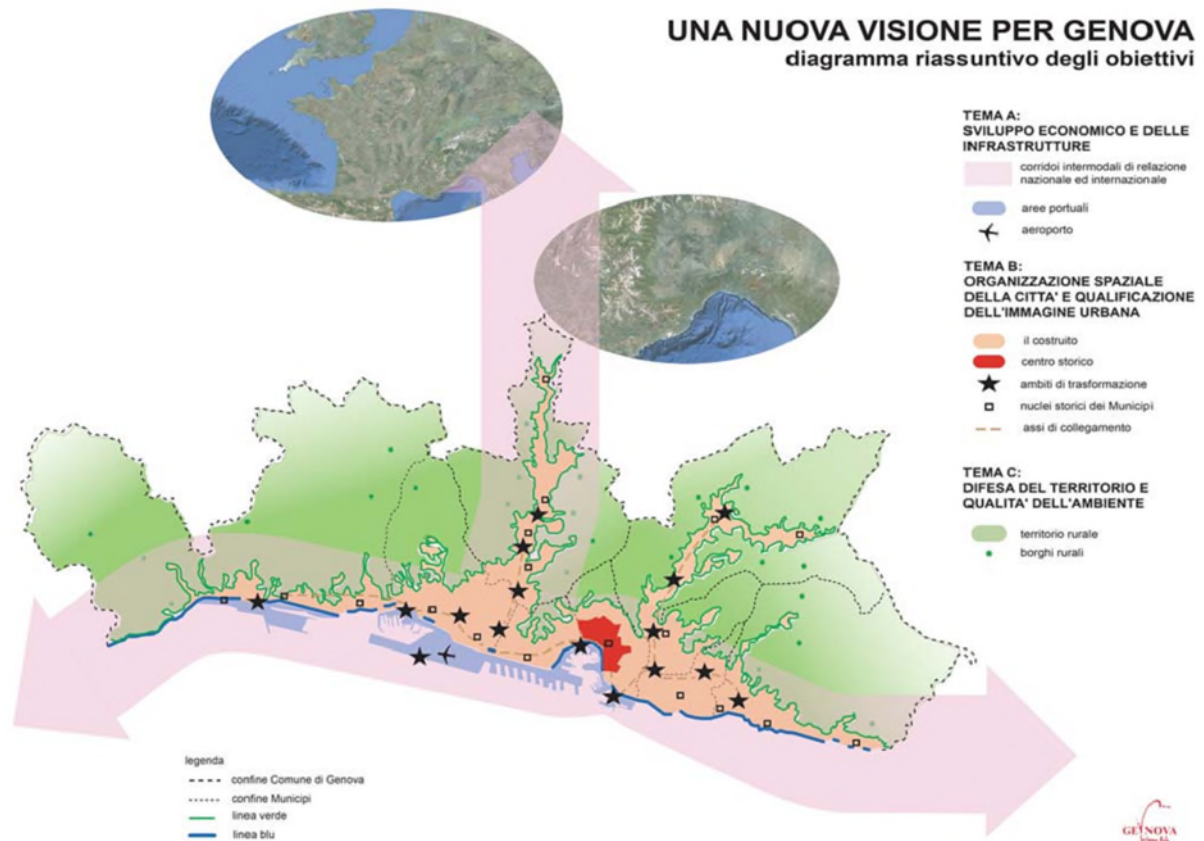 UNA NUOVA VISIONE PER GENOVA
diagramma riassuntivo degli obiettivi
TEMA A:
SVILUPPO ECONOMICO E DELLE
INFRASTRUTTURE
corridoi intermodali di relazione
nazionale ed internazionale
aree portuali
aeroporto
TEMA B:
ORGANIZZAZIONE SPAZIALE
DELLA CITTA' E QUALIFICAZIONE
DELL'IMMAGINE URBANA
il costruito
centro storico
ambiti di trasformazione
nuclei storici dei Municipi
assi di collegamento
TEMA C:
DIFESA DEL TERRITORIO E
QUALITA' DELL'AMBIENTE
territorio rurale
borghi rurali
legenda
confine Comune di Genova
confine Municipi
linea verde
linea blu
GENOVA